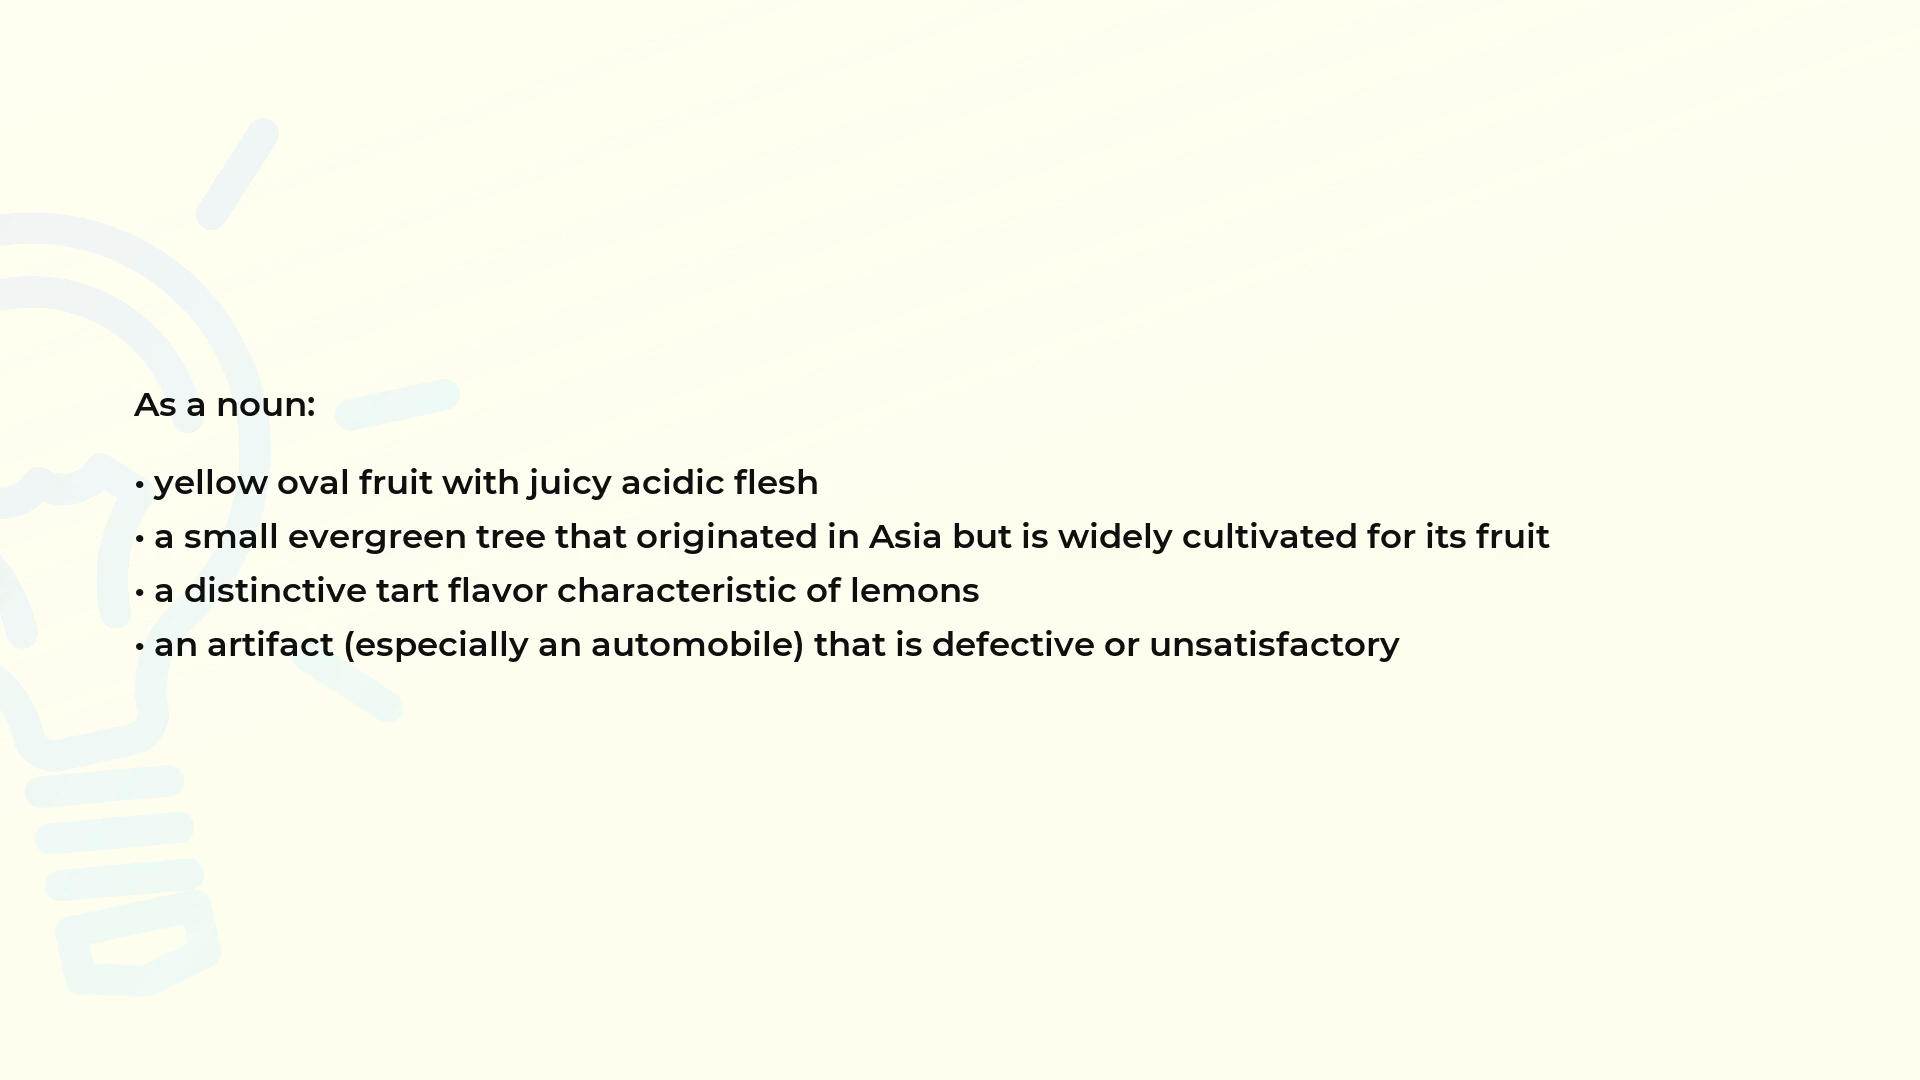 As a noun:
• yellow oval fruit with juicy acidic flesh
• a small evergreen tree that originated in Asia but is widely cultivated for its fruit
• a distinctive tart flavor characteristic of lemons
• an artifact (especially an automobile) that is defective or unsatisfactory